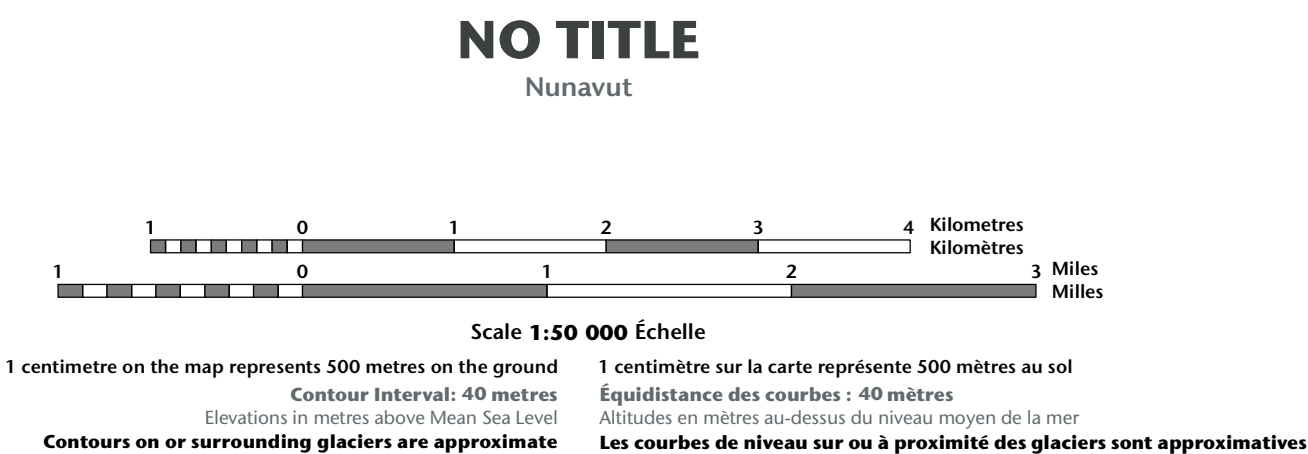 NO TITLE
Nunavut
1 0 1 2 3 4 Kilometres
Kilomètres
1 0 1 2 3 Miles
Milles
Scale 1:50 000 Échelle
1 centimetre on the map represents 500 metres on the ground
Contour Interval: 40 metres
Elevations in metres above Mean Sea Level
Contours on or surrounding glaciers are approximate
1 centimètre sur la carte représente 500 mètres au sol
Équidistance des courbes : 40 mètres
Altitudes en mètres au-dessus du niveau moyen de la mer
Les courbes de niveau sur ou à proximité des glaciers sont approximatives